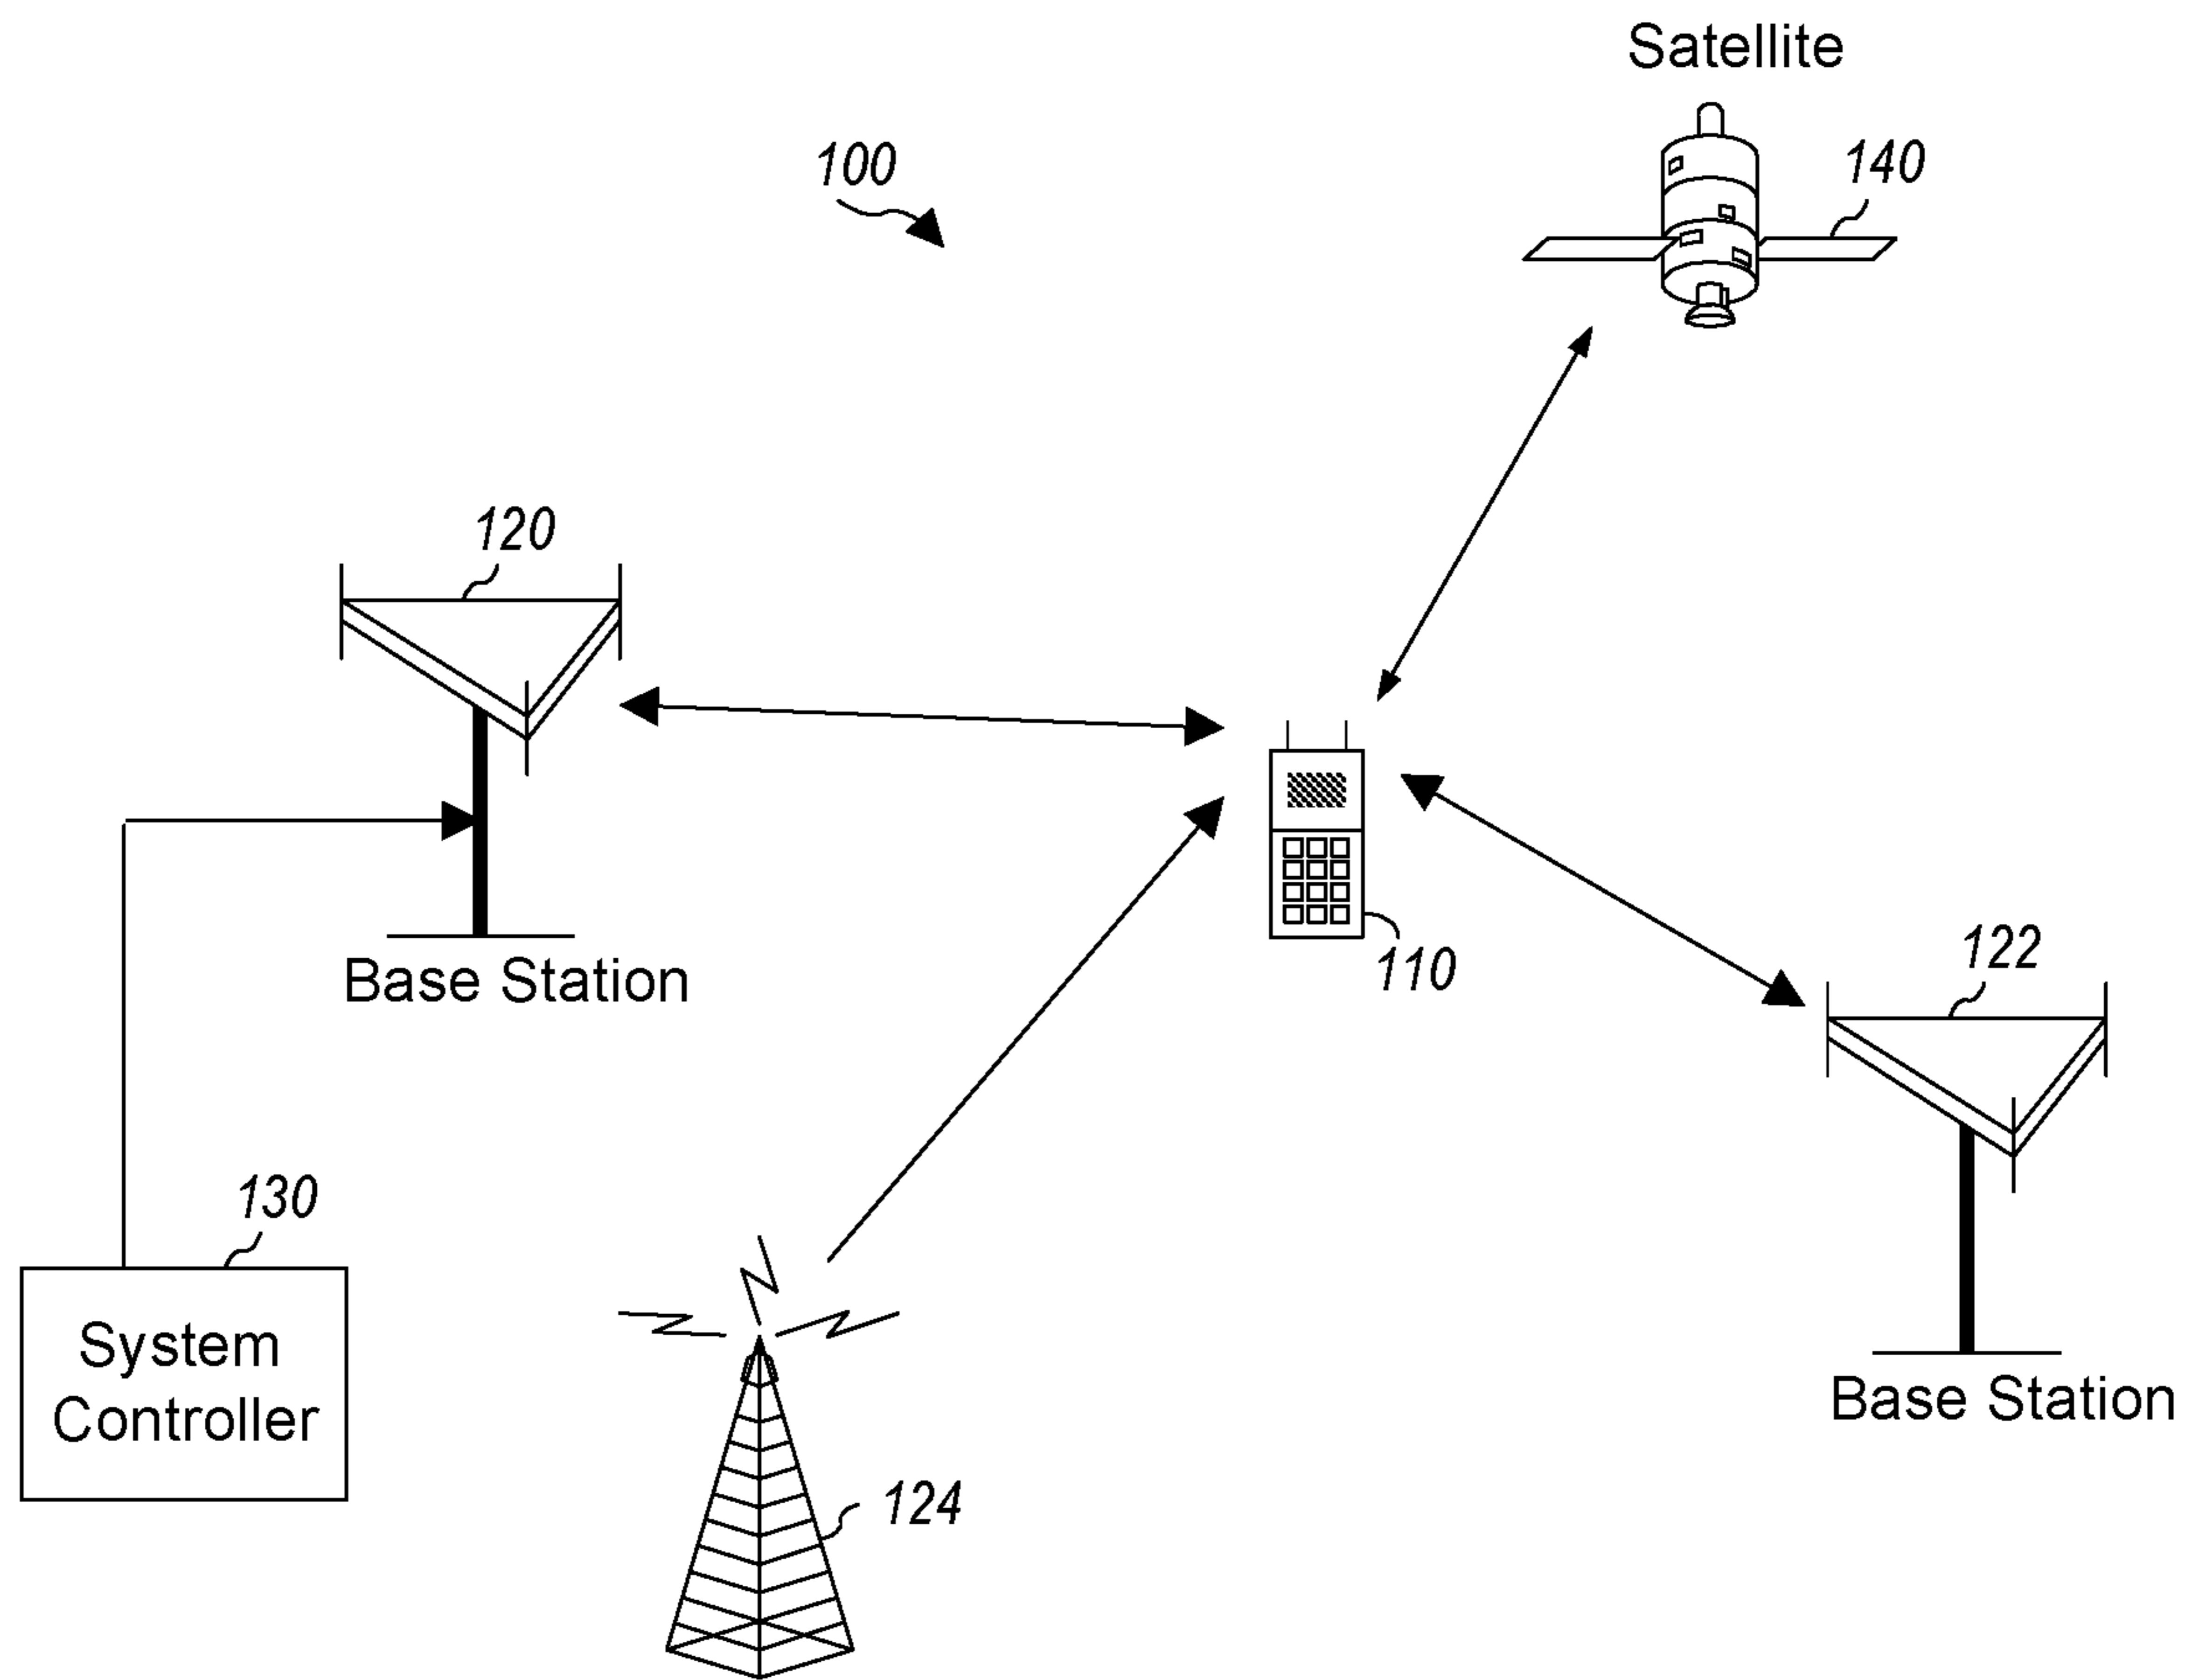 Satellite
100
140
120
Base Station
110
122
130
System
Controller
Base Station
124